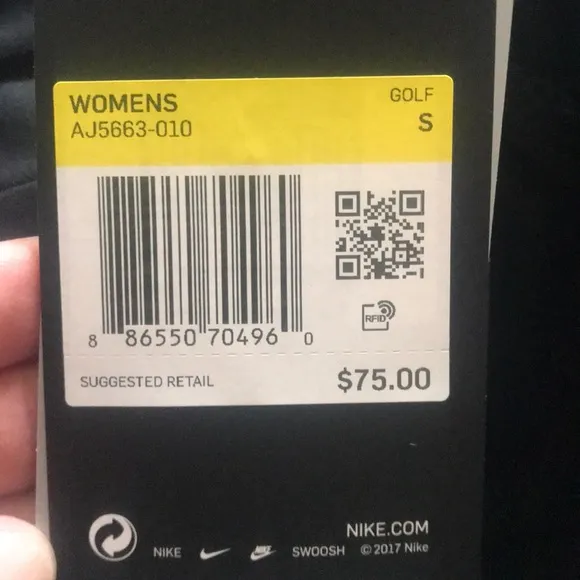 WOMENS
GOLF
AJ5663-010
S
8 86550 70496 0
RFID
SUGGESTED RETAIL
$75.00
NIKE.COM
NIKE NIKE SWOOSH © 2017 Nike